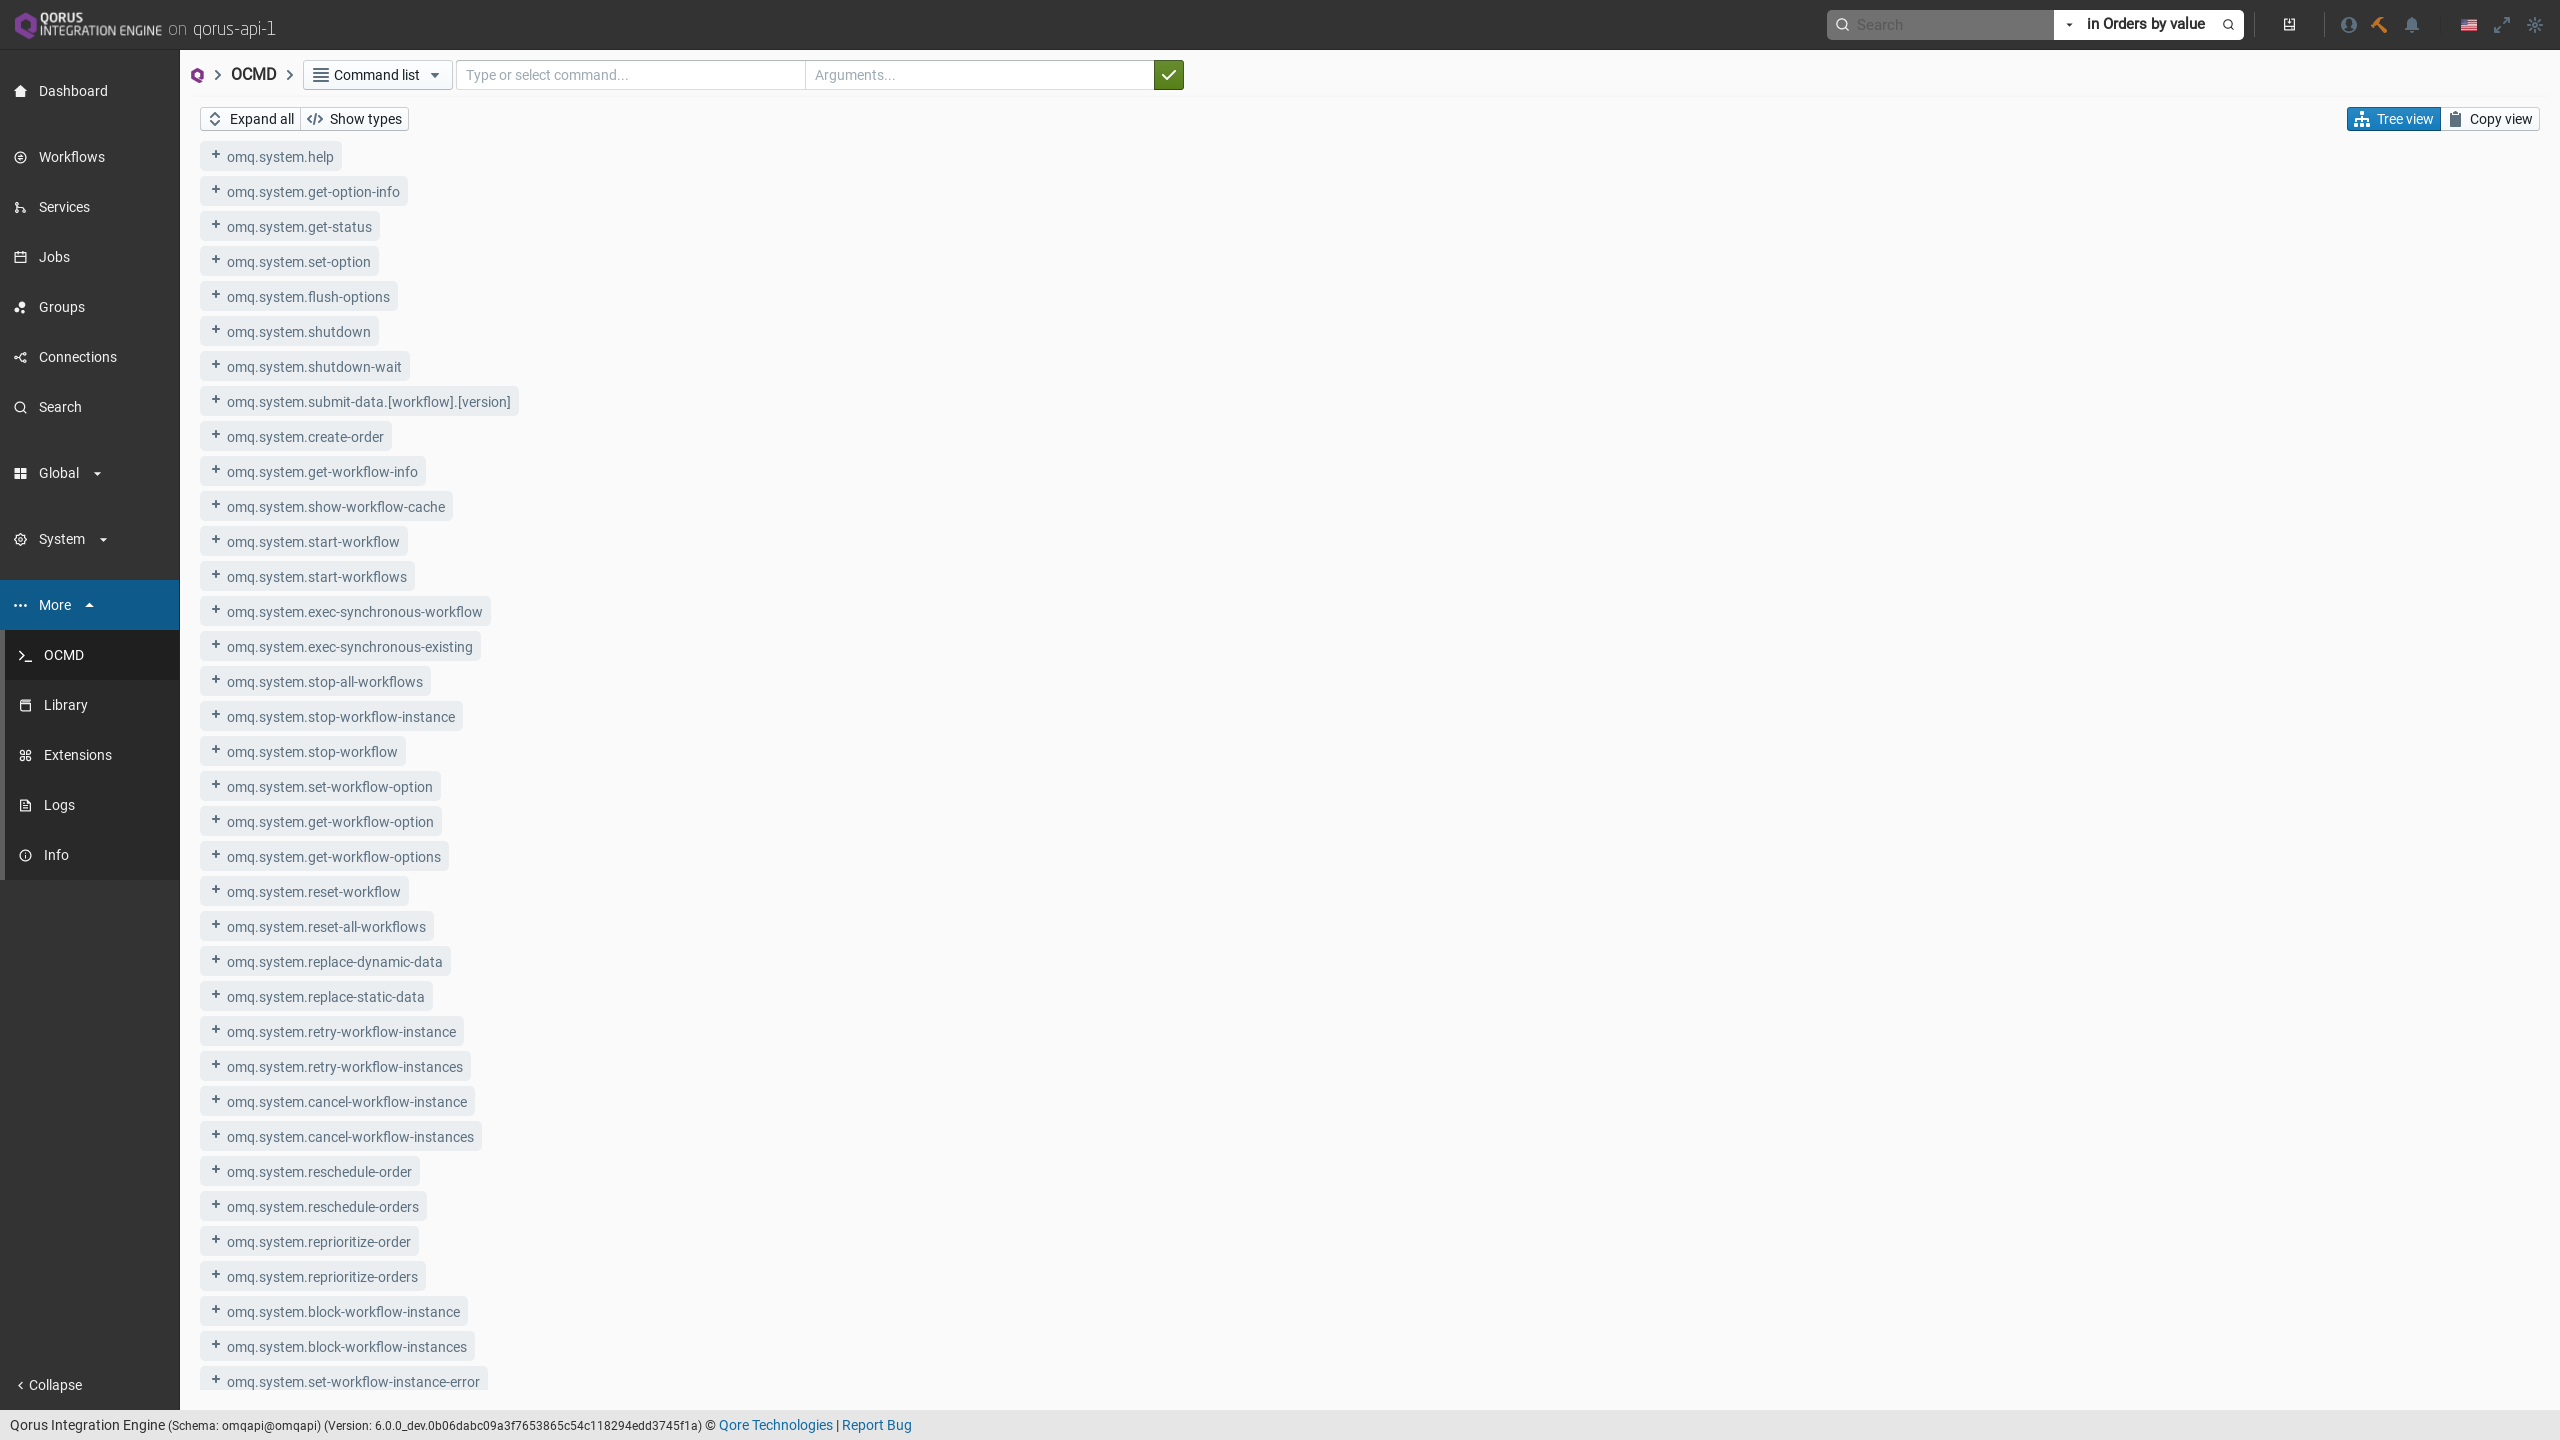 QORUS
INTEGRATION ENGINE on qorus-api-1
Search
in Orders by value
OCMD
Command list
Type or select command...
Arguments...
Dashboard
Workflows
Services
Jobs
Groups
Connections
Search
Global
System
More
OCMD
Library
Extensions
Logs
Info
Collapse
Expand all
Show types
Tree view
Copy view
omq.system.help
omq.system.get-option-info
omq.system.get-status
omq.system.set-option
omq.system.flush-options
omq.system.shutdown
omq.system.shutdown-wait
omq.system.submit-data.[workflow].[version]
omq.system.create-order
omq.system.get-workflow-info
omq.system.show-workflow-cache
omq.system.start-workflow
omq.system.start-workflows
omq.system.exec-synchronous-workflow
omq.system.exec-synchronous-existing
omq.system.stop-all-workflows
omq.system.stop-workflow-instance
omq.system.stop-workflow
omq.system.set-workflow-option
omq.system.get-workflow-option
omq.system.get-workflow-options
omq.system.reset-workflow
omq.system.reset-all-workflows
omq.system.replace-dynamic-data
omq.system.replace-static-data
omq.system.retry-workflow-instance
omq.system.retry-workflow-instances
omq.system.cancel-workflow-instance
omq.system.cancel-workflow-instances
omq.system.reschedule-order
omq.system.reschedule-orders
omq.system.reprioritize-order
omq.system.reprioritize-orders
omq.system.block-workflow-instance
omq.system.block-workflow-instances
omq.system.set-workflow-instance-error
Qorus Integration Engine (Schema: omqapi@omqapi) (Version: 6.0.0_dev.0b06dabc09a3f7653865c54c118294edd3745f1a) © Qore Technologies | Report Bug